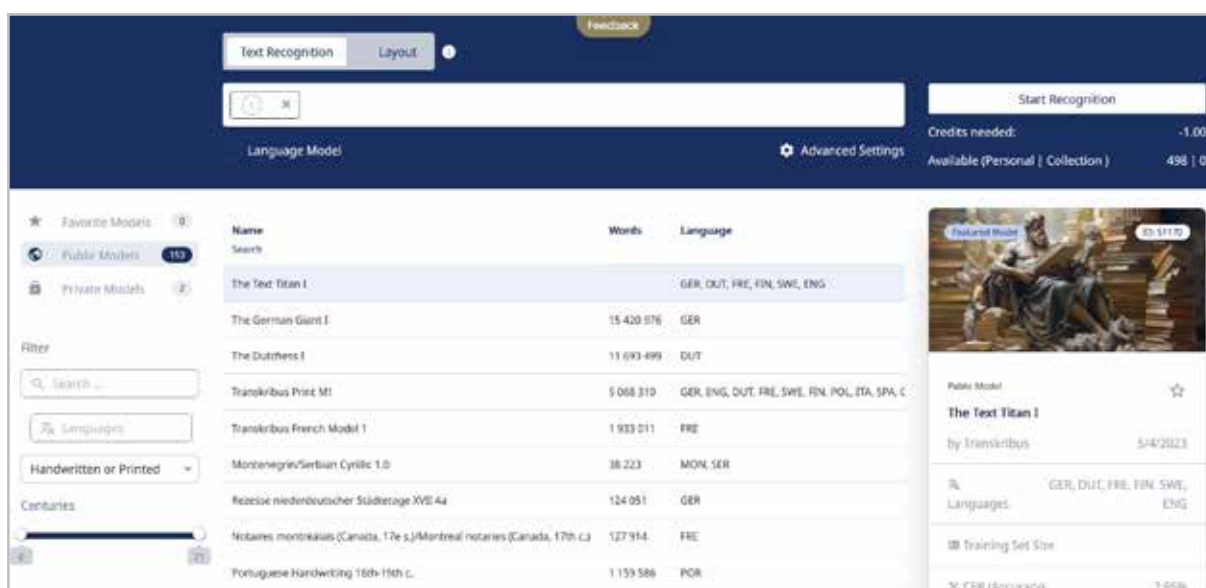 Feedback
Text Recognition Layout
Start Recognition
Credits needed: -1.00
Language Model Advanced Settings
Available (Personal | Collection ) 498 | 0
Favorite Models 0
Public Models 153
Private Models 2
Name Words Language
Search
The Text Titan I GER, DUT, FRE, FIN, SWE, ENG
The German Giant I 15 420 976 GER
The Dutchess I 11 693 499 DUT
Transkribus Print M1 5 068 310 GER, ENG, DUT, FRE, SWE, FIN, POL, ITA, SPA, C
Transkribus French Model 1 1 933 011 FRE
Montenegrin/Serbian Cyrillic 1.0 38 223 MON, SER
Rezesse niederdeutscher Städtetage XVII 4a 124 051 GER
Notaires montréalais (Canada, 17e s.)/Montreal notaries (Canada, 17th c.) 127 914 FRE
Portuguese Handwriting 16th-19th c. 1 159 586 POR
Filter
Search ...
Languages
Handwritten or Printed
Centuries
Featured Model ID: 51170
Public Model
The Text Titan I
by Transkribus 5/4/2023
Languages GER, DUT, FRE, FIN, SWE, ENG
Training Set Size
2.95%